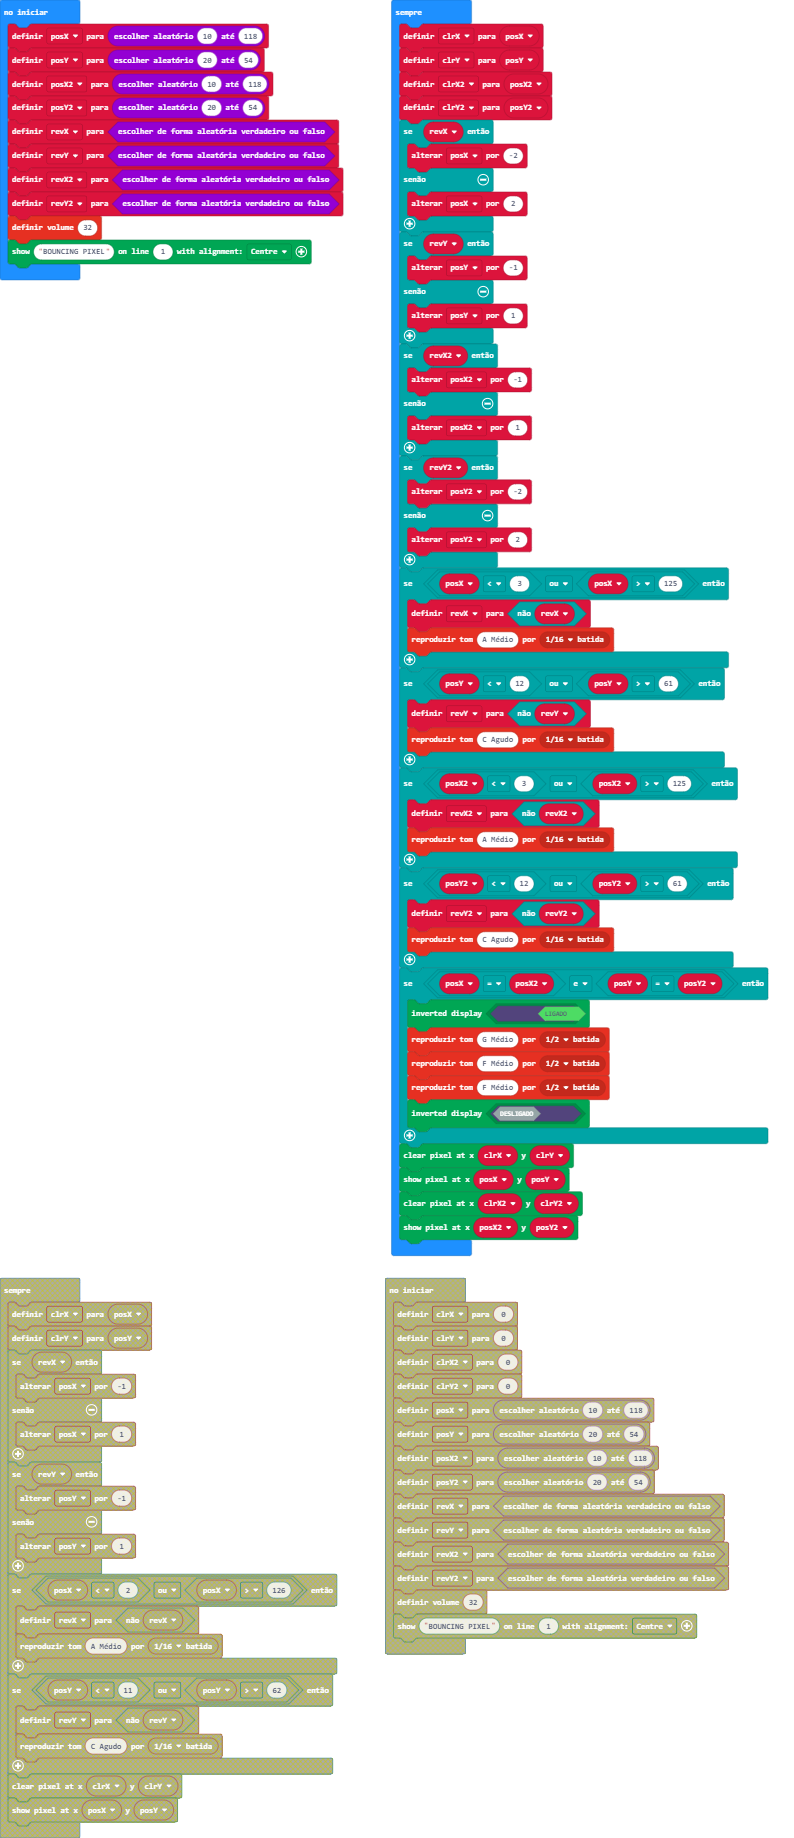 no iniciar
definir posX para escolher aleatório 10 até 118
definir posY para escolher aleatório 20 até 54
definir posX2 para escolher aleatório 10 até 118
definir posY2 para escolher aleatório 20 até 54
definir revX para escolher de forma aleatória verdadeiro ou falso
definir revY para escolher de forma aleatória verdadeiro ou falso
definir revX2 para escolher de forma aleatória verdadeiro ou falso
definir revY2 para escolher de forma aleatória verdadeiro ou falso
definir volume 32
show "BOUNCING PIXEL" on line 1 with alignment: Centre
sempre
definir clrX para posX
definir clrY para posY
definir clrX2 para posX2
definir clrY2 para posY2
se revX então
alterar posX por -2
senão
alterar posX por 2
se revY então
alterar posY por -1
senão
alterar posY por 1
se revX2 então
alterar posX2 por -1
senão
alterar posX2 por 1
se revY2 então
alterar posY2 por -2
senão
alterar posY2 por 2
se posX < 3 ou posX > 125 então
definir revX para não revX
reproduzir tom A Médio por 1/16 batida
se posY < 12 ou posY > 61 então
definir revY para não revY
reproduzir tom C Agudo por 1/16 batida
se posX2 < 3 ou posX2 > 125 então
definir revX2 para não revX2
reproduzir tom A Médio por 1/16 batida
se posY2 < 12 ou posY2 > 61 então
definir revY2 para não revY2
reproduzir tom C Agudo por 1/16 batida
se posX = posX2 e posY = posY2 então
inverted display LIGADO
reproduzir tom G Médio por 1/2 batida
reproduzir tom F Médio por 1/2 batida
reproduzir tom F Médio por 1/2 batida
inverted display DESLIGADO
clear pixel at x clrX y clrY
show pixel at x posX y posY
clear pixel at x clrX2 y clrY2
show pixel at x posX2 y posY2
sempre
definir clrX para posX
definir clrY para posY
se revX então
alterar posX por -1
senão
alterar posX por 1
se revY então
alterar posY por -1
senão
alterar posY por 1
se posX < 2 ou posX > 126 então
definir revX para não revX
reproduzir tom A Médio por 1/16 batida
se posY < 11 ou posY > 62 então
definir revY para não revY
reproduzir tom C Agudo por 1/16 batida
clear pixel at x clrX y clrY
show pixel at x posX y posY
no iniciar
definir clrX para 0
definir clrY para 0
definir clrX2 para 0
definir clrY2 para 0
definir posX para escolher aleatório 10 até 118
definir posY para escolher aleatório 20 até 54
definir posX2 para escolher aleatório 10 até 118
definir posY2 para escolher aleatório 20 até 54
definir revX para escolher de forma aleatória verdadeiro ou falso
definir revY para escolher de forma aleatória verdadeiro ou falso
definir revX2 para escolher de forma aleatória verdadeiro ou falso
definir revY2 para escolher de forma aleatória verdadeiro ou falso
definir volume 32
show "BOUNCING PIXEL" on line 1 with alignment: Centre